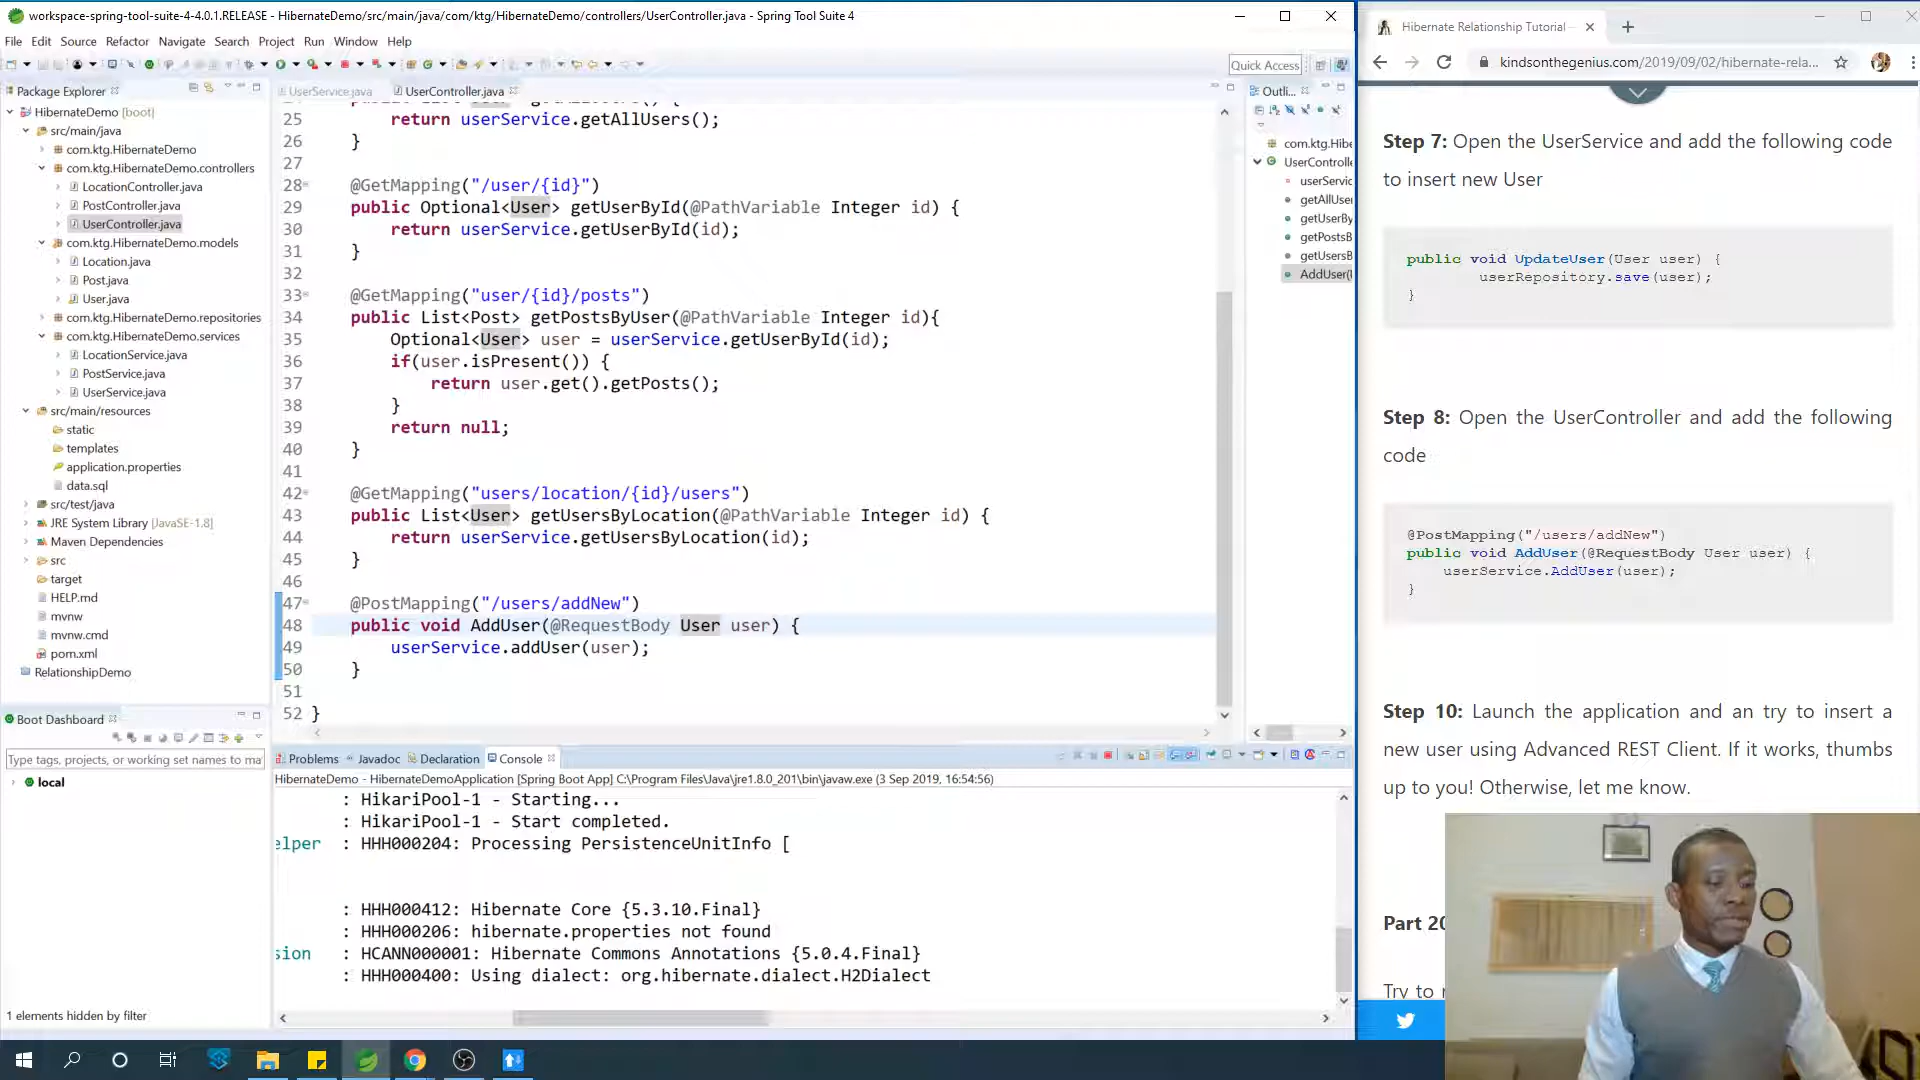 workspace-spring-tool-suite-4-4.0.1.RELEASE - HibernateDemo/src/main/java/com/ktg/HibernateDemo/controllers/UserController.java - Spring Tool Suite 4
File Edit Source Refactor Navigate Search Project Run Window Help
Quick Access
Package Explorer
HibernateDemo [boot]
src/main/java
com.ktg.HibernateDemo
com.ktg.HibernateDemo.controllers
LocationController.java
PostController.java
UserController.java
com.ktg.HibernateDemo.models
Location.java
Post.java
User.java
com.ktg.HibernateDemo.repositories
com.ktg.HibernateDemo.services
LocationService.java
PostService.java
UserService.java
src/main/resources
static
templates
application.properties
data.sql
src/test/java
JRE System Library [JavaSE-1.8]
Maven Dependencies
src
target
HELP.md
mvnw
mvnw.cmd
pom.xml
RelationshipDemo
Boot Dashboard
Type tags, projects, or working set names to ma
local
1 elements hidden by filter
UserService.java UserController.java
25 return userService.getAllUsers();
26 }
27
28 @GetMapping("/user/{id}")
29 public Optional<User> getUserById(@PathVariable Integer id) {
30 return userService.getUserById(id);
31 }
32
33 @GetMapping("user/{id}/posts")
34 public List<Post> getPostsByUser(@PathVariable Integer id){
35 Optional<User> user = userService.getUserById(id);
36 if(user.isPresent()) {
37 return user.get().getPosts();
38 }
39 return null;
40 }
41
42 @GetMapping("users/location/{id}/users")
43 public List<User> getUsersByLocation(@PathVariable Integer id) {
44 return userService.getUsersByLocation(id);
45 }
46
47 @PostMapping("/users/addNew")
48 public void AddUser(@RequestBody User user) {
49 userService.addUser(user);
50 }
51
52 }
Outli...
com.ktg.Hibe
UserControlle
userServic
getAllUser
getUserBy
getPostsB
getUsersB
AddUser(
Problems Javadoc Declaration Console
HibernateDemo - HibernateDemoApplication [Spring Boot App] C:\Program Files\Java\jre1.8.0_201\bin\javaw.exe (3 Sep 2019, 16:54:56)
: HikariPool-1 - Starting...
: HikariPool-1 - Start completed.
elper : HHH000204: Processing PersistenceUnitInfo [
: HHH000412: Hibernate Core {5.3.10.Final}
: HHH000206: hibernate.properties not found
sion : HCANN000001: Hibernate Commons Annotations {5.0.4.Final}
: HHH000400: Using dialect: org.hibernate.dialect.H2Dialect
Hibernate Relationship Tutorial
kindsonthegenius.com/2019/09/02/hibernate-rela...
Step 7: Open the UserService and add the following code
to insert new User
public void UpdateUser(User user) {
userRepository.save(user);
}
Step 8: Open the UserController and add the following
code
@PostMapping("/users/addNew")
public void AddUser(@RequestBody User user) {
userService.AddUser(user);
}
Step 10: Launch the application and an try to insert a
new user using Advanced REST Client. If it works, thumbs
up to you! Otherwise, let me know.
Part 20
Try to